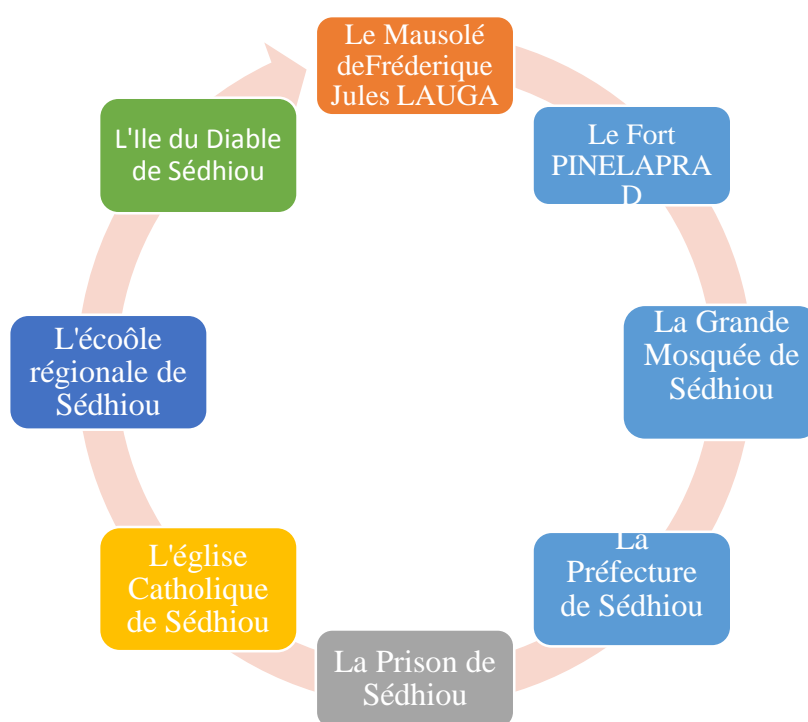 Le Mausolé
deFréderique
Jules LAUGA
Le Fort
PINELAPRA
D
La Grande
Mosquée de
Sédhiou
La
Préfecture
de Sédhiou
La Prison de
Sédhiou
L'église
Catholique
de Sédhiou
L'écoôle
régionale de
Sédhiou
L'Ile du Diable
de Sédhiou